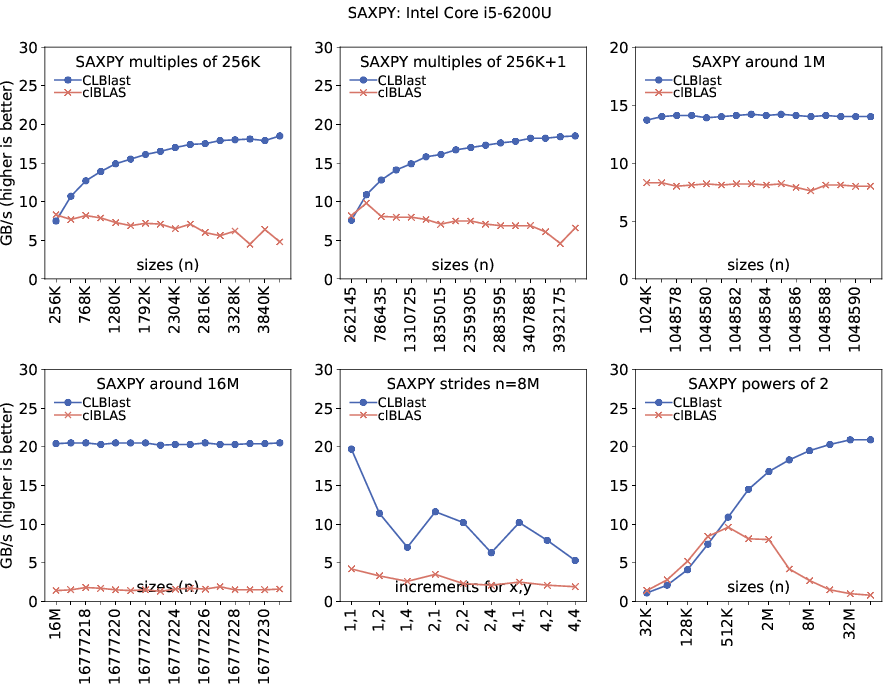 SAXPY: Intel Core i5-6200U
SAXPY multiples of 256K
CLBlast
clBLAS
GB/s (higher is better)
30
25
20
15
10
5
0
sizes (n)
256K
768K
1280K
1792K
2304K
2816K
3328K
3840K
SAXPY multiples of 256K+1
CLBlast
clBLAS
30
25
20
15
10
5
0
sizes (n)
262145
786435
1310725
1835015
2359305
2883595
3407885
3932175
SAXPY around 1M
CLBlast
clBLAS
20
15
10
5
0
sizes (n)
1024K
1048578
1048580
1048582
1048584
1048586
1048588
1048590
SAXPY around 16M
CLBlast
clBLAS
GB/s (higher is better)
30
25
20
15
10
5
0
sizes (n)
16M
16777218
16777220
16777222
16777224
16777226
16777228
16777230
SAXPY strides n=8M
CLBlast
clBLAS
30
25
20
15
10
5
0
increments for x,y
1,1
1,2
1,4
2,1
2,2
2,4
4,1
4,2
4,4
SAXPY powers of 2
CLBlast
clBLAS
30
25
20
15
10
5
0
sizes (n)
32K
128K
512K
2M
8M
32M